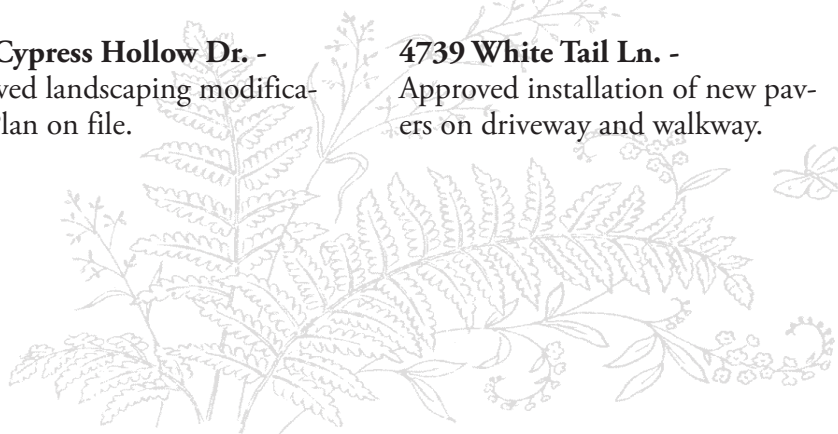 Cypress Hollow Dr. -
ved landscaping modifica-
lan on file.
4739 White Tail Ln. -
Approved installation of new pav-
ers on driveway and walkway.